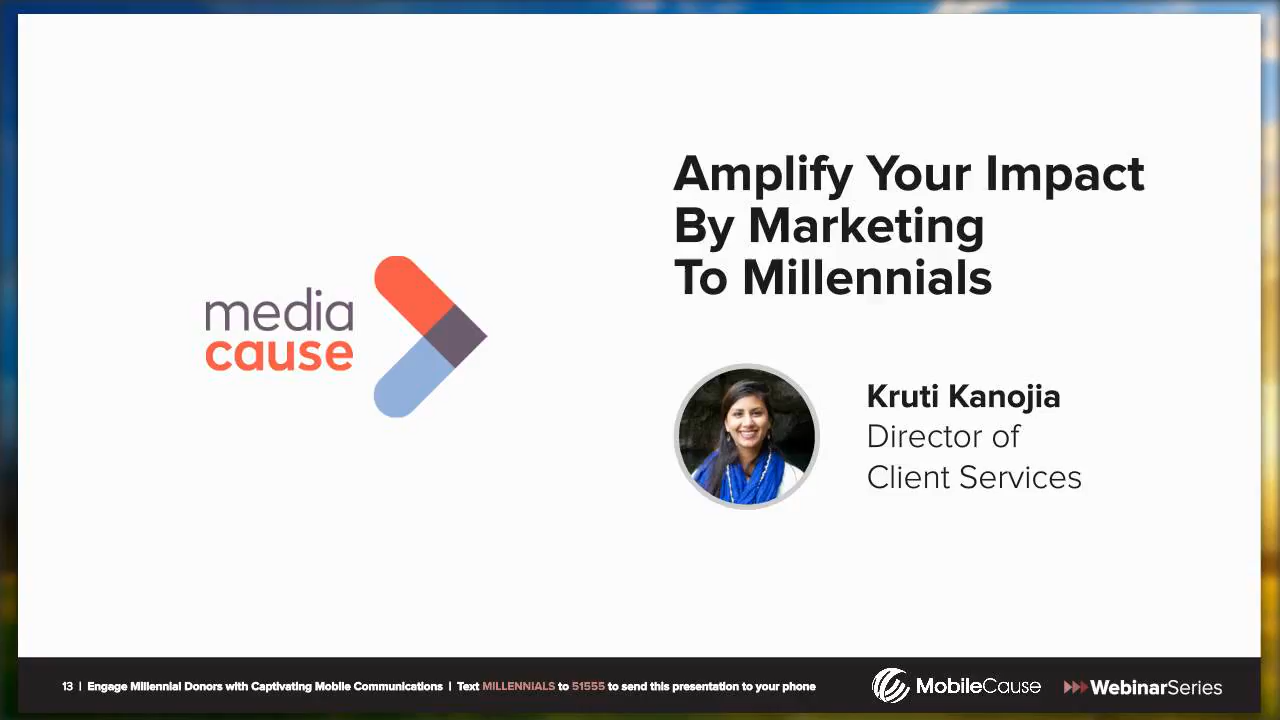 media
cause
Amplify Your Impact
By Marketing
To Millennials
Kruti Kanojia
Director of
Client Services
13 | Engage Millennial Donors with Captivating Mobile Communications | Text MILLENNIALS to 51555 to send this presentation to your phone
MobileCause
WebinarSeries